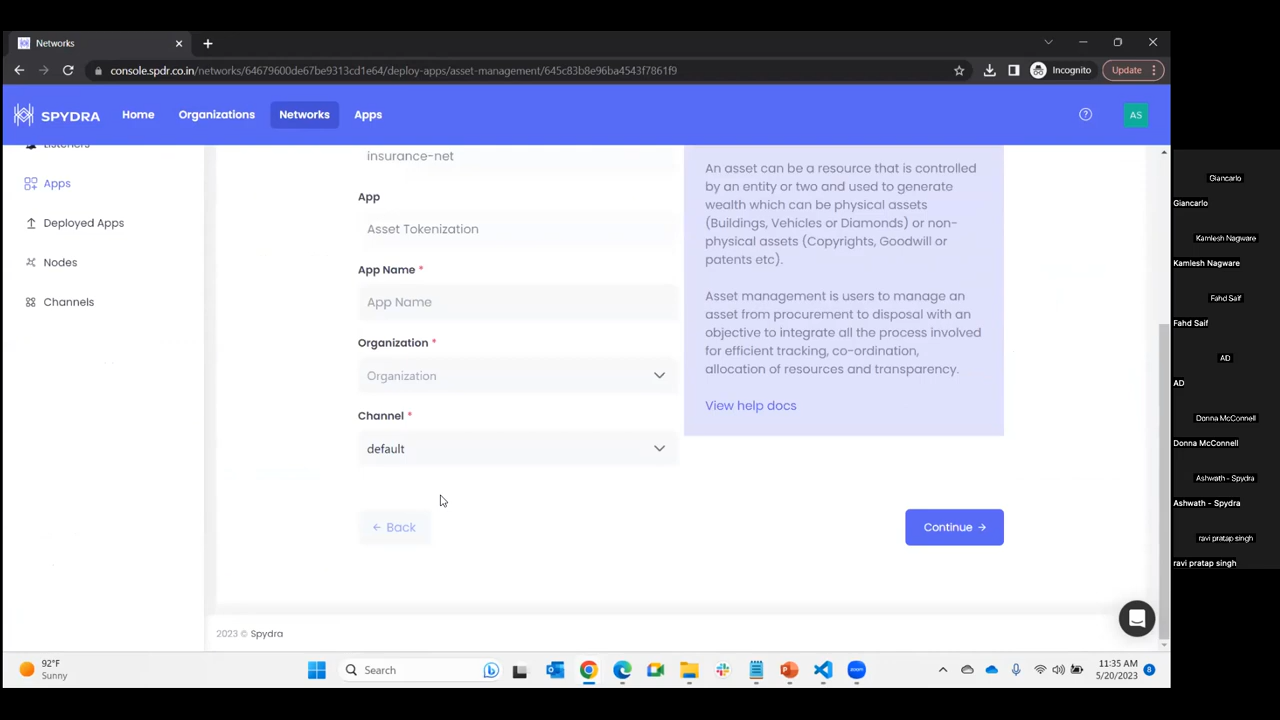 Networks
console.spdr.co.in/networks/64679600de67be9313cd1e64/deploy-apps/asset-management/645c83b8e96ba4543f7861f9
Incognito
Update
SPYDRA
Home
Organizations
Networks
Apps
AS
Listeners
Apps
Deployed Apps
Nodes
Channels
insurance-net
App
Asset Tokenization
App Name *
App Name
Organization *
Organization
Channel *
default
← Back
Continue →
An asset can be a resource that is controlled
by an entity or two and used to generate
wealth which can be physical assets
(Buildings, Vehicles or Diamonds) or non-
physical assets (Copyrights, Goodwill or
patents etc).
Asset management is users to manage an
asset from procurement to disposal with an
objective to integrate all the process involved
for efficient tracking, co-ordination,
allocation of resources and transparency.
View help docs
2023 © Spydra
Giancarlo
Giancarlo
Kamlesh Nagware
Kamlesh Nagware
Fahd Saif
Fahd Saif
AD
AD
Donna McConnell
Donna McConnell
Ashwath - Spydra
Ashwath - Spydra
ravi pratap singh
ravi pratap singh
92°F
Sunny
Search
11:35 AM
5/20/2023
8